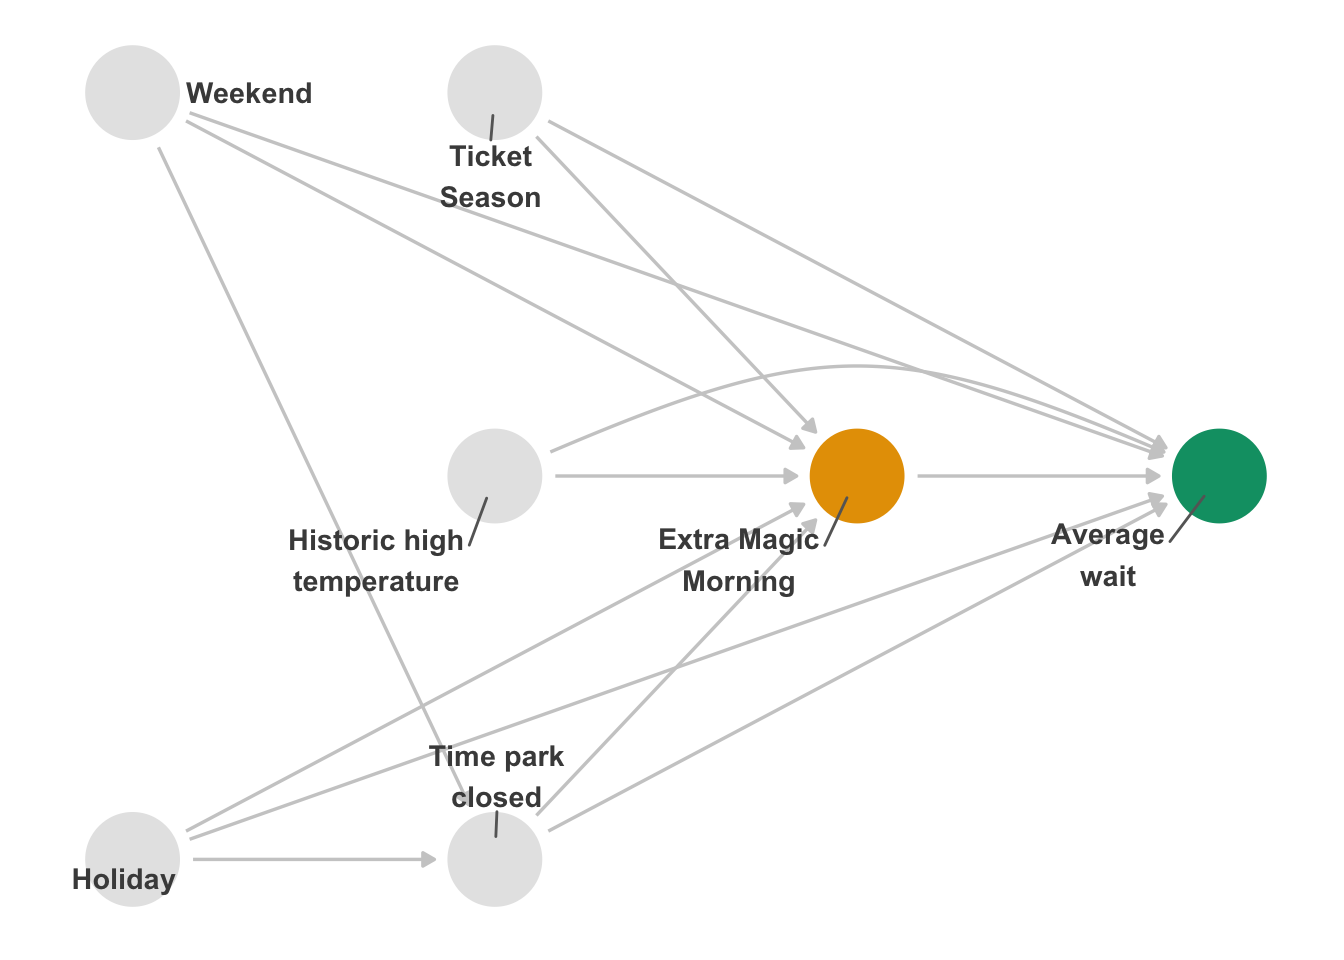 Weekend
Ticket
Season
Historic high
temperature
Extra Magic
Morning
Average
wait
Time park
closed
Holiday